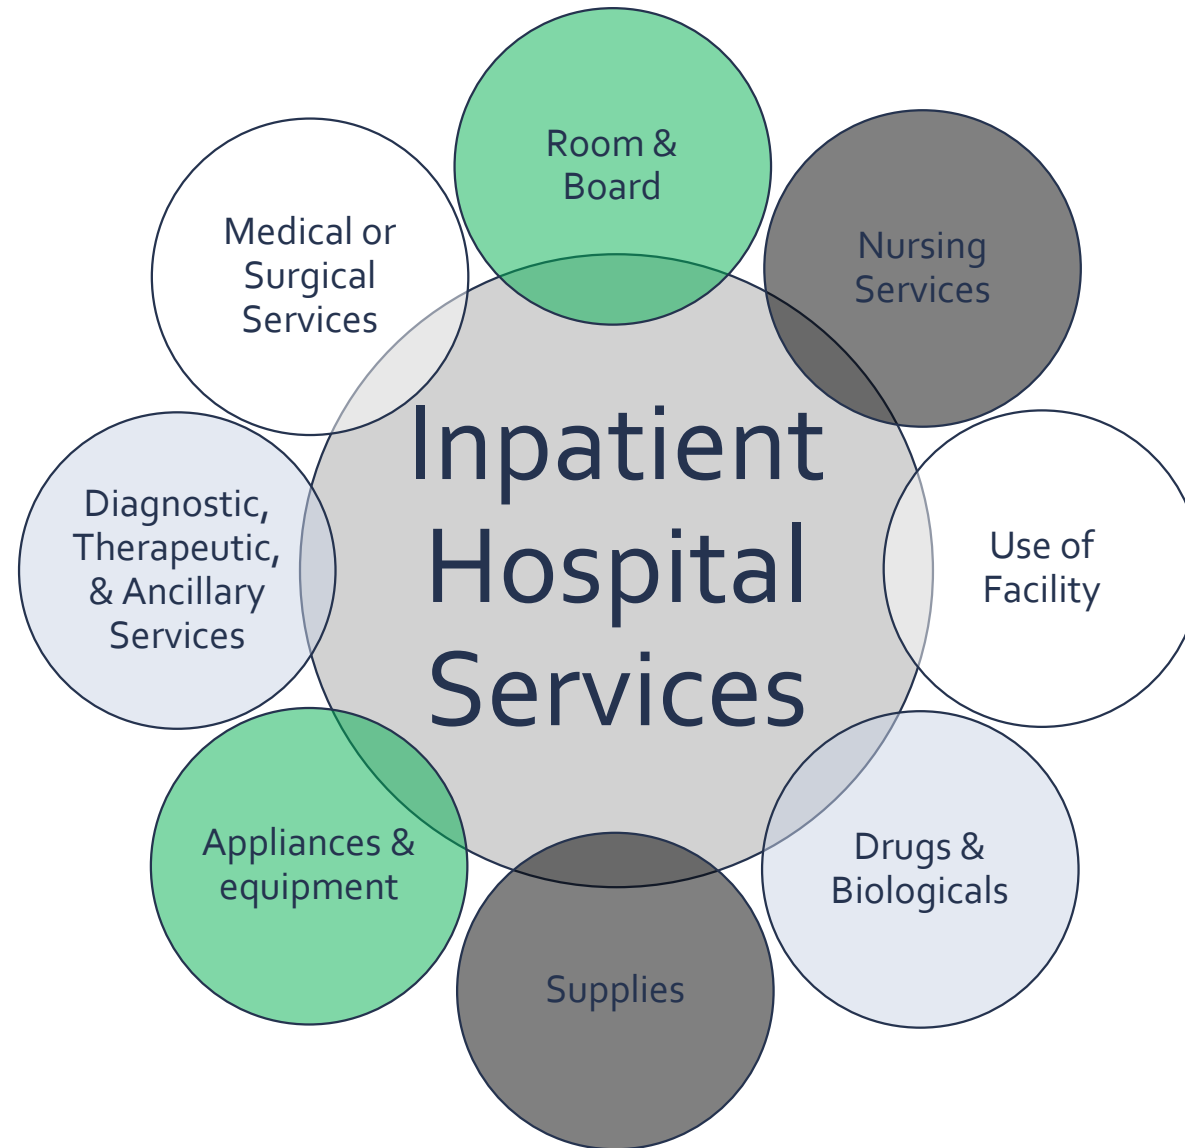 Room &
Board
Nursing
Services
Use of
Facility
Drugs &
Biologicals
Supplies
Appliances &
equipment
Diagnostic,
Therapeutic,
& Ancillary
Services
Medical or
Surgical
Services
Inpatient
Hospital
Services